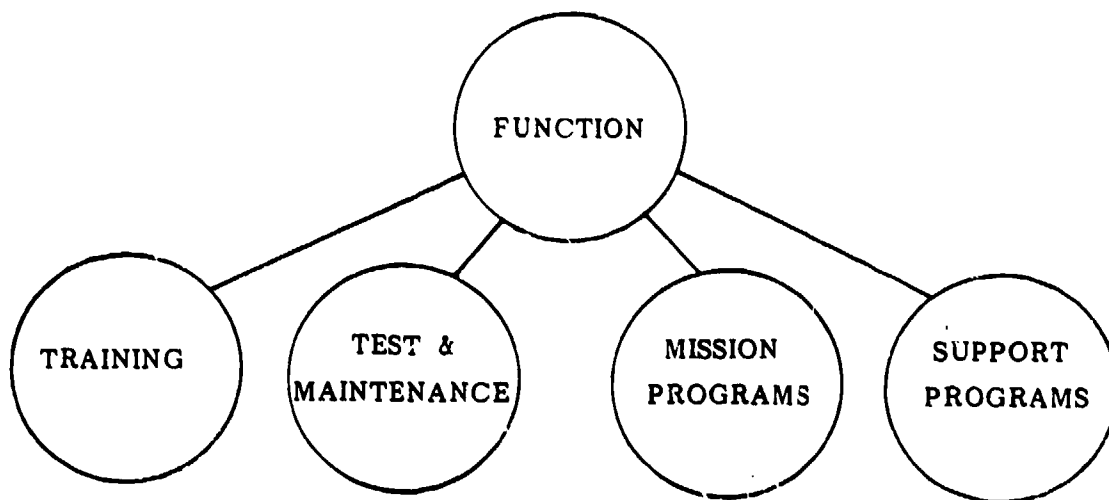 FUNCTION
TRAINING
TEST &
MAINTENANCE
MISSION
PROGRAMS
SUPPORT
PROGRAMS